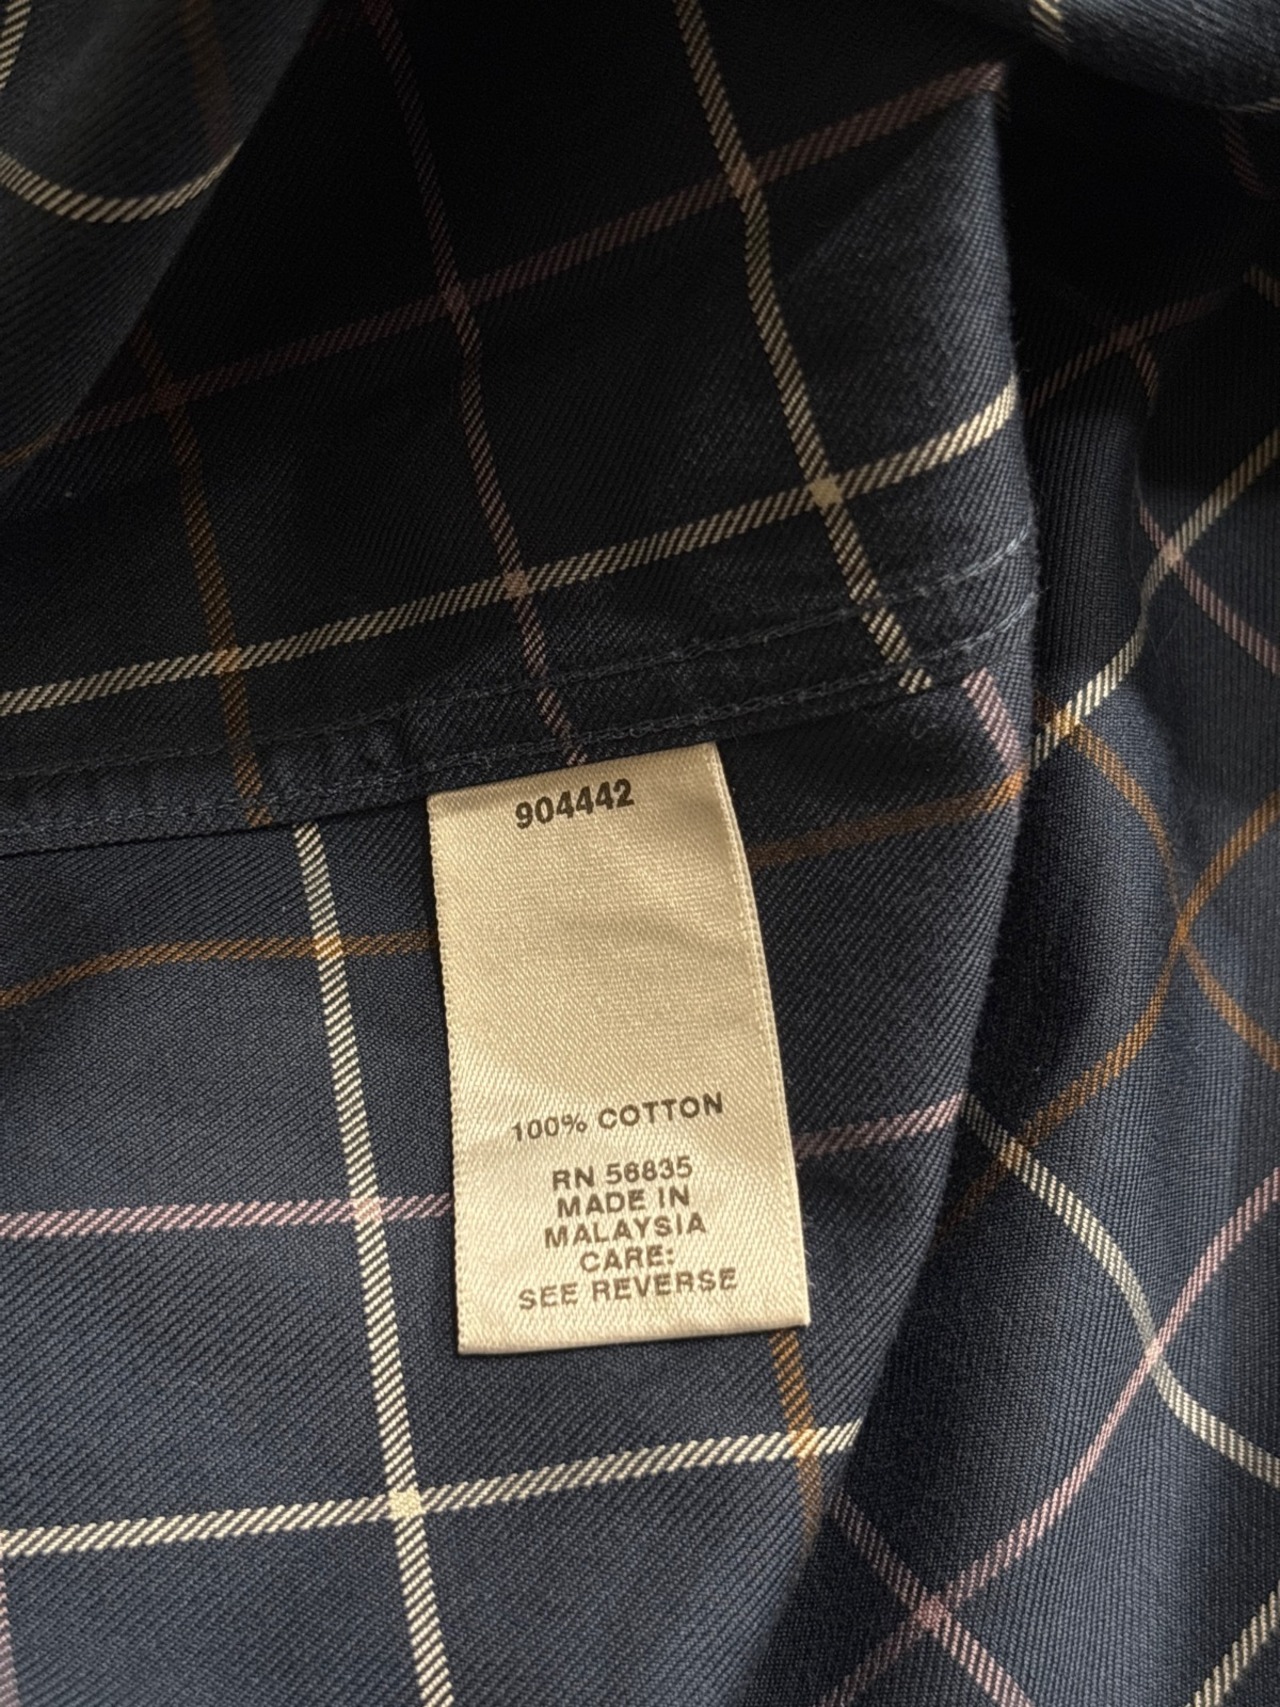 904442
100% COTTON
RN 56835
MADE IN
MALAYSIA
CARE:
SEE REVERSE